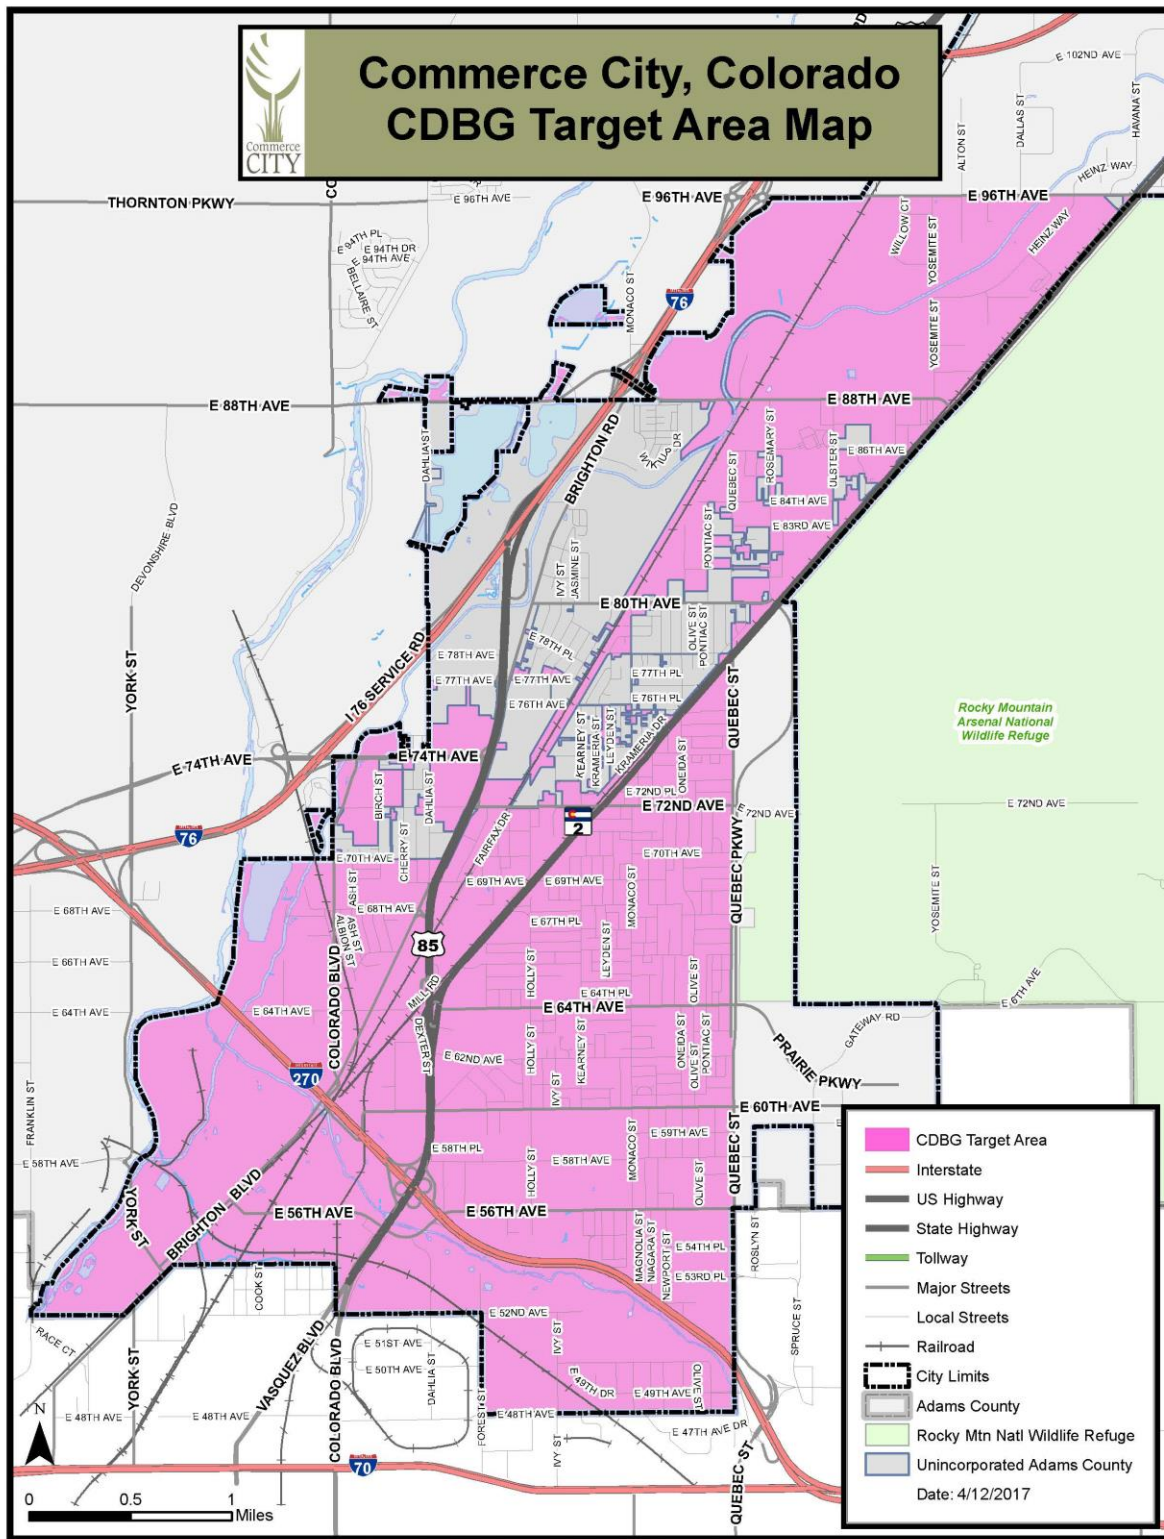 Commerce City, Colorado
CDBG Target Area Map
Commerce
CITY
E 102ND AVE
ALTON ST
DALLAS ST
HAVANA ST
HEINZ WAY
THORNTON PKWY
E 96TH AVE
E 96TH AVE
E 96TH AVE
E 94TH PL
E 94TH DR
E 94TH AVE
BELLAIRE ST
WILLOW CT
YOSEMITE ST
HEINZ WAY
MONACO ST
76
YOSEMITE ST
E 88TH AVE
E 88TH AVE
DAHLIA ST
BRIGHTON RD
QUEBEC ST
ROSEMARY ST
ULSTER ST
E 86TH AVE
E 84TH AVE
E 83RD AVE
PONTIAC ST
DEVONSHIRE BLVD
IVY ST
JASMINE ST
E 80TH AVE
OLIVE ST
PONTIAC ST
E 78TH PL
E 78TH AVE
E 77TH AVE
E 77TH AVE
E 77TH PL
E 76TH AVE
E 76TH PL
I 76 SERVICE RD
YORK ST
QUEBEC ST
KEARNEY ST
KRAMERIA ST
LEYDEN ST
KRAMERIA DR
ONEIDA ST
Rocky Mountain
Arsenal National
Wildlife Refuge
E 74TH AVE
E 74TH AVE
BIRCH ST
DAHLIA ST
CHERRY ST
E 72ND PL
E 72ND AVE
E 72ND AVE
E 72ND AVE
2
76
FAIRFAX DR
E 70TH AVE
E 70TH AVE
E 69TH AVE
E 69TH AVE
QUEBEC PKWY
MONACO ST
YOSEMITE ST
ASH ST
E 68TH AVE
E 68TH AVE
E 67TH PL
ASH ST
ALBION ST
85
LEYDEN ST
HOLLY ST
E 66TH AVE
COLORADO BLVD
MILL RD
OLIVE ST
E 64TH PL
E 64TH AVE
E 64TH AVE
E 64TH AVE
E 6TH AVE
GATEWAY RD
DEXTER ST
HOLLY ST
KEARNEY ST
ONEIDA ST
OLIVE ST
PONTIAC ST
E 62ND AVE
PRAIRIE PKWY
270
IVY ST
FRANKLIN ST
E 60TH AVE
E 59TH AVE
E 58TH PL
E 58TH AVE
E 58TH AVE
HOLLY ST
MONACO ST
OLIVE ST
QUEBEC ST
YORK ST
BRIGHTON BLVD
E 56TH AVE
E 56TH AVE
MAGNOLIA ST
NIAGARA ST
NEWPORT ST
E 54TH PL
E 53RD PL
ROSLYN ST
COOK ST
E 52ND AVE
RACE CT
SPRUCE ST
E 51ST AVE
E 50TH AVE
DAHLIA ST
IVY ST
YORK ST
VASQUEZ BLVD
COLORADO BLVD
E 49TH DR
E 49TH AVE
OLIVE ST
E 48TH AVE
E 48TH AVE
E 48TH AVE
FOREST ST
E 47TH AVE DR
IVY ST
QUEBEC ST
70
CDBG Target Area
Interstate
US Highway
State Highway
Tollway
Major Streets
Local Streets
Railroad
City Limits
Adams County
Rocky Mtn Natl Wildlife Refuge
Unincorporated Adams County
Date: 4/12/2017
N
0 0.5 1
Miles